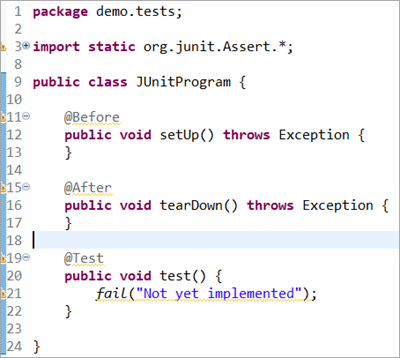 1 package demo.tests;
2
3 import static org.junit.Assert.*;
8
9 public class JUnitProgram {
10
11     @Before
12     public void setUp() throws Exception {
13     }
14
15     @After
16     public void tearDown() throws Exception {
17     }
18
19     @Test
20     public void test() {
21         fail("Not yet implemented");
22     }
23
24 }